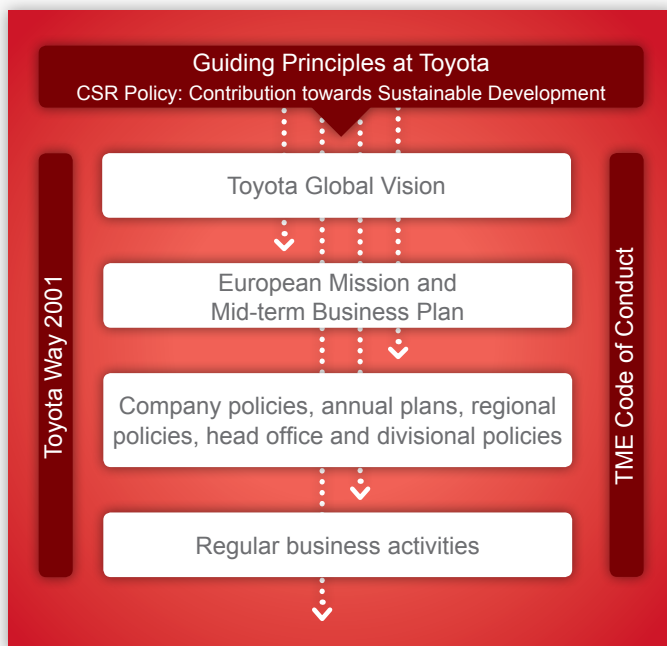 Guiding Principles at Toyota
CSR Policy: Contribution towards Sustainable Development
Toyota Way 2001
Toyota Global Vision
European Mission and
Mid-term Business Plan
Company policies, annual plans, regional
policies, head office and divisional policies
Regular business activities
TME Code of Conduct